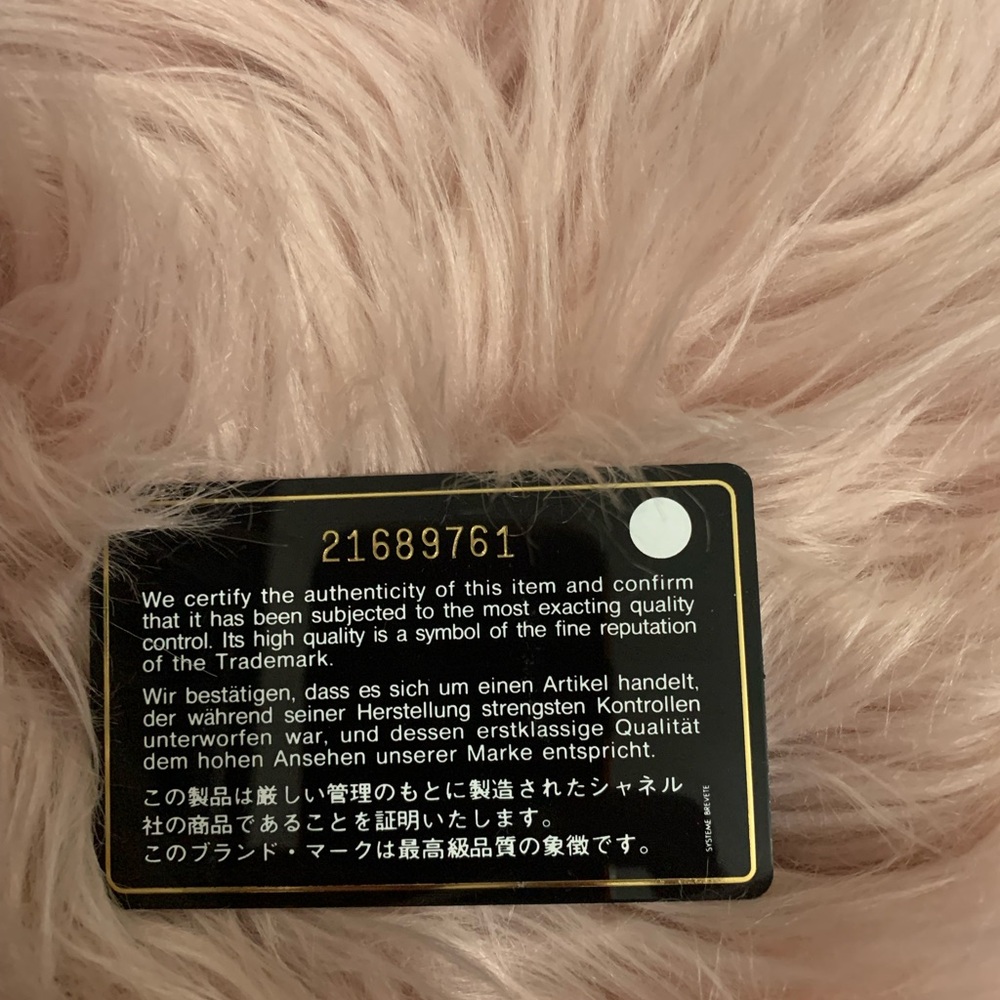 21689761
We certify the authenticity of this item and confirm
that it has been subjected to the most exacting quality
control. Its high quality is a symbol of the fine reputation
of the Trademark.
Wir bestätigen, dass es sich um einen Artikel handelt,
der während seiner Herstellung strengsten Kontrollen
unterworfen war, und dessen erstklassige Qualität
dem hohen Ansehen unserer Marke entspricht.
この製品は厳しい管理のもとに製造されたシャネル
社の商品であることを証明いたします。
このブランド・マークは最高級品質の象徴です。
SYSTEME BREVETE